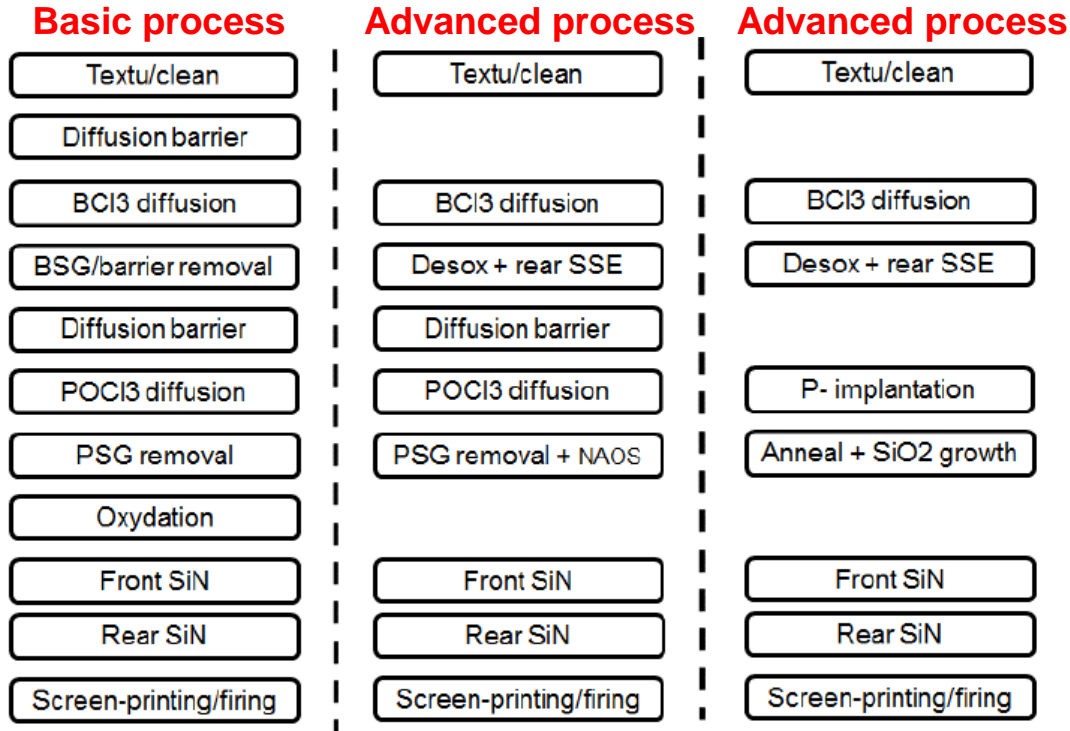 Basic process
Textu/clean
Diffusion barrier
BCl3 diffusion
BSG/barrier removal
Diffusion barrier
POCl3 diffusion
PSG removal
Oxydation
Front SiN
Rear SiN
Screen-printing/firing
Advanced process
Textu/clean
BCl3 diffusion
Desox + rear SSE
Diffusion barrier
POCl3 diffusion
PSG removal + NAOS
Front SiN
Rear SiN
Screen-printing/firing
Advanced process
Textu/clean
BCl3 diffusion
Desox + rear SSE
P- implantation
Anneal + SiO2 growth
Front SiN
Rear SiN
Screen-printing/firing